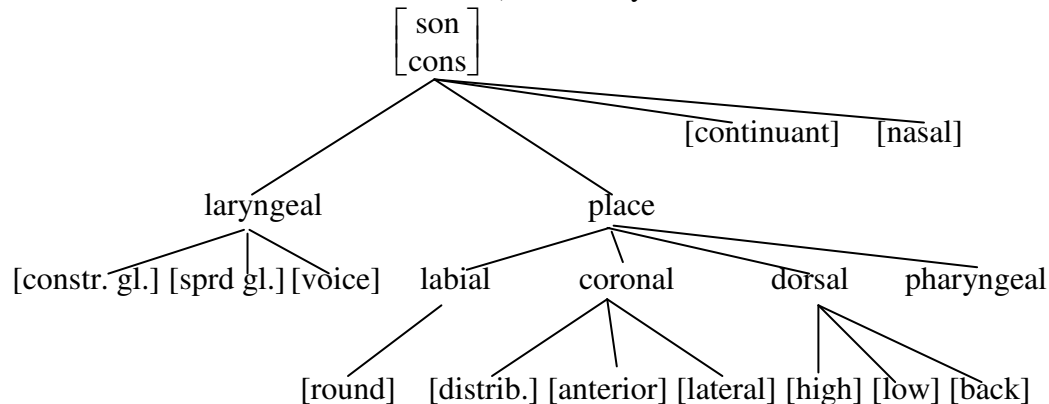 son
cons
[continuant] [nasal]
laryngeal place
[constr. gl.] [sprd gl.] [voice] labial coronal dorsal pharyngeal
[round] [distrib.] [anterior] [lateral] [high] [low] [back]